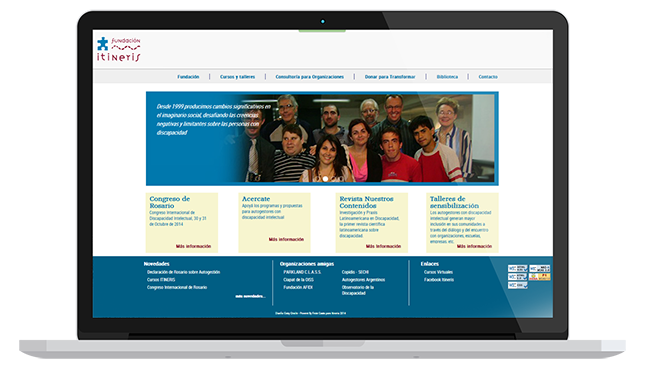 FUNDACIÓN
itineris
Fundación
Cursos y talleres
Consultoría para Organizaciones
Donar para Transformar
Biblioteca
Contacto
Desde 1999 producimos cambios significativos en
el imaginario social, desafiando las creencias
negativas y limitantes sobre las personas con
discapacidad
Congreso de
Rosario
Congreso Internacional de
Discapacidad Intelectual, 30 y 31
de Octubre de 2014
Más información
Acercate
Apoyá los programas y propuestas
para autogestores con
discapacidad intelectual
Más información
Revista Nuestros
Contenidos
Investigación y Praxis
Latinoamericana en Discapacidad,
la primer revista científica
latinoamericana sobre
discapacidad
Más información
Talleres de
sensibilización
Los autogestores con discapacidad
intelectual generan mayor
inclusión en sus comunidades a
través del diálogo y del encuentro
con organizaciones, escuelas,
empresas, etc.
Más información
Novedades
Declaración de Rosario sobre Autogestión
Cursos ITINERIS
Congreso Internacional de Rosario
más novedades...
Organizaciones amigas
PARKLAND C.L.A.S.S.
Ciapat de la OISS
Fundación AFIDI
Copidis - SECHI
Autogestores Argentinos
Observatorio de la
Discapacidad
Enlaces
Cursos Virtuales
Facebook Itineris